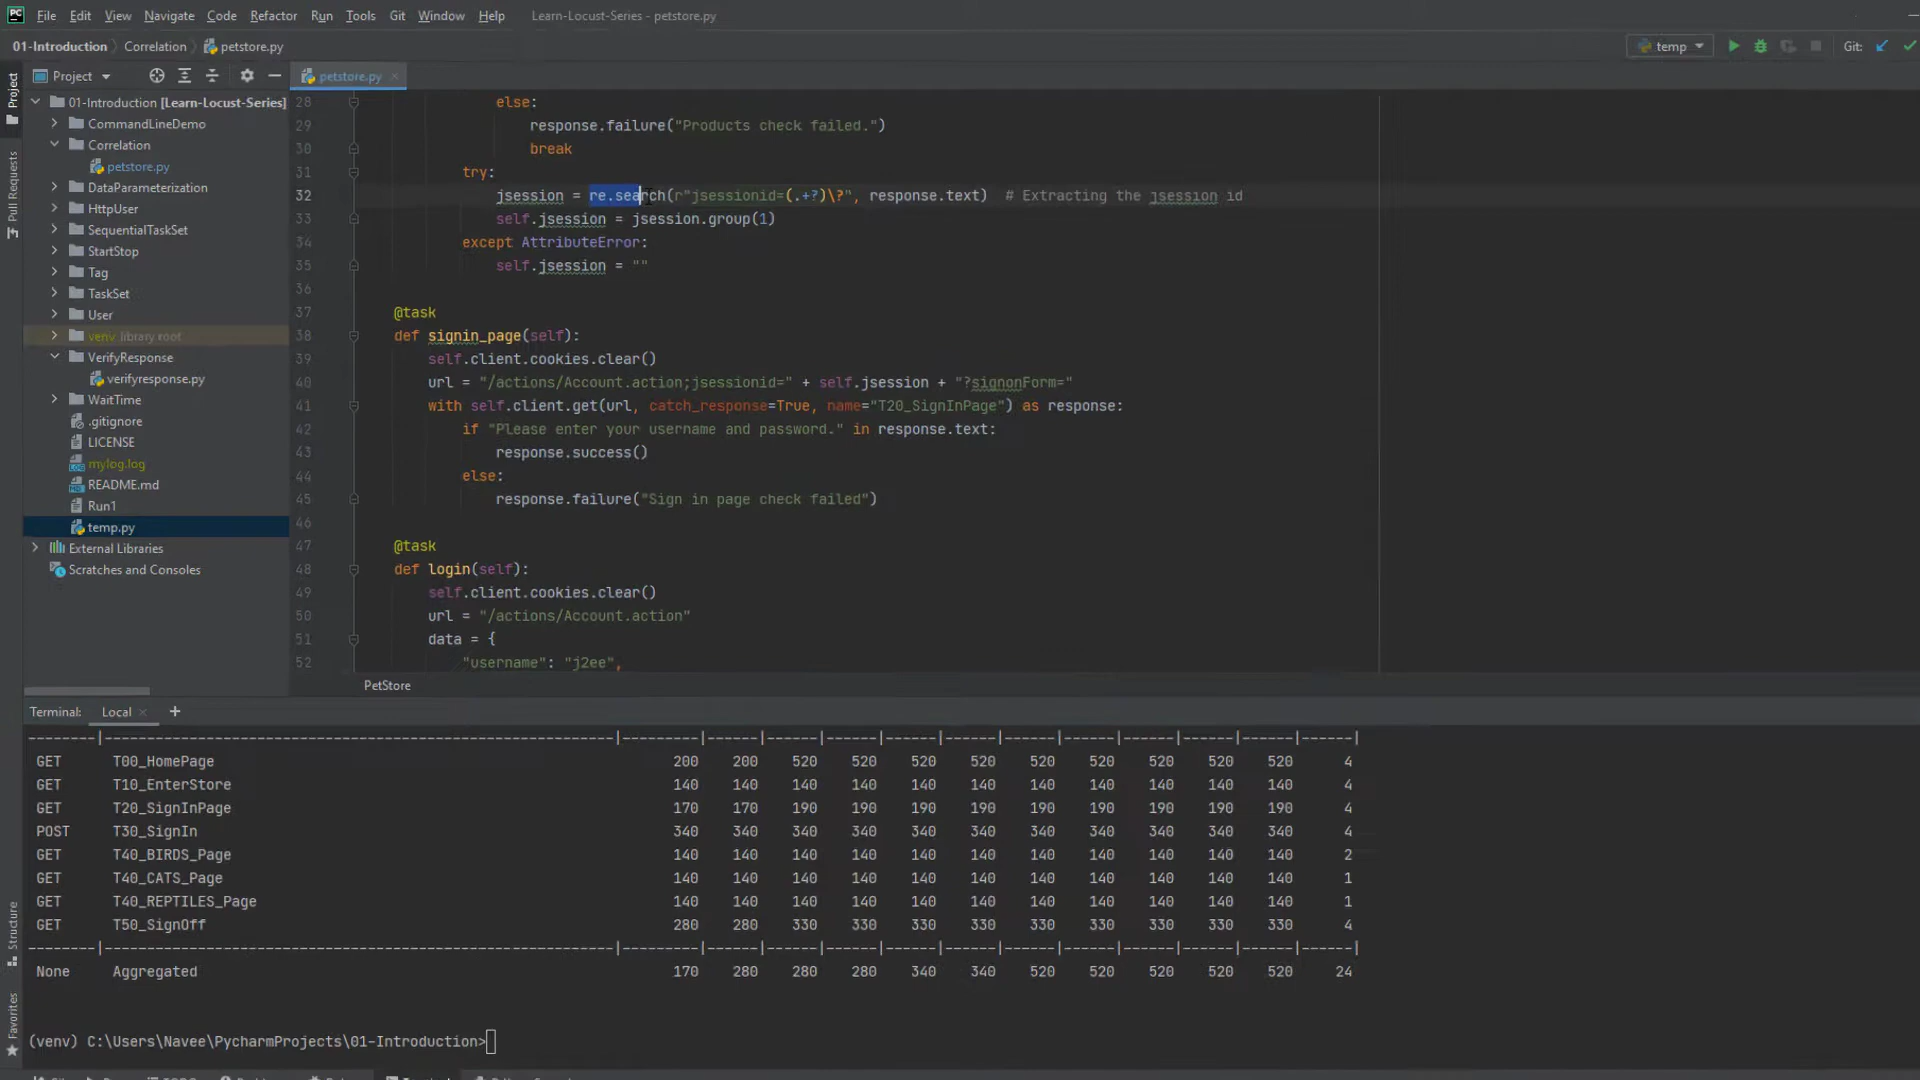 PC File Edit View Navigate Code Refactor Run Tools Git Window Help Learn-Locust-Series - petstore.py
01-Introduction Correlation petstore.py temp Git:
Project petstore.py
Project
Pull Requests
Structure
Favorites
01-Introduction [Learn-Locust-Series]
CommandLineDemo
Correlation
petstore.py
DataParameterization
HttpUser
SequentialTaskSet
StartStop
Tag
TaskSet
User
venv library root
VerifyResponse
verifyresponse.py
WaitTime
.gitignore
LICENSE
mylog.log
README.md
Run1
temp.py
External Libraries
Scratches and Consoles
28 else:
29 response.failure("Products check failed.")
30 break
31 try:
32 jsession = re.search(r"jsessionid=(.+?)\?", response.text) # Extracting the jsession id
33 self.jsession = jsession.group(1)
34 except AttributeError:
35 self.jsession = ""
36
37 @task
38 def signin_page(self):
39 self.client.cookies.clear()
40 url = "/actions/Account.action;jsessionid=" + self.jsession + "?signonForm="
41 with self.client.get(url, catch_response=True, name="T20_SignInPage") as response:
42 if "Please enter your username and password." in response.text:
43 response.success()
44 else:
45 response.failure("Sign in page check failed")
46
47 @task
48 def login(self):
49 self.client.cookies.clear()
50 url = "/actions/Account.action"
51 data = {
52 "username": "j2ee",
PetStore
Terminal: Local +
--------|------------------------------------------------------------|---------|------|------|------|------|------|------|------|------|------|------|------|
GET T00_HomePage 200 200 520 520 520 520 520 520 520 520 520 4
GET T10_EnterStore 140 140 140 140 140 140 140 140 140 140 140 4
GET T20_SignInPage 170 170 190 190 190 190 190 190 190 190 190 4
POST T30_SignIn 340 340 340 340 340 340 340 340 340 340 340 4
GET T40_BIRDS_Page 140 140 140 140 140 140 140 140 140 140 140 2
GET T40_CATS_Page 140 140 140 140 140 140 140 140 140 140 140 1
GET T40_REPTILES_Page 140 140 140 140 140 140 140 140 140 140 140 1
GET T50_SignOff 280 280 330 330 330 330 330 330 330 330 330 4
--------|------------------------------------------------------------|---------|------|------|------|------|------|------|------|------|------|------|------|
None Aggregated 170 280 280 280 340 340 520 520 520 520 520 24
(venv) C:\Users\Navee\PycharmProjects\01-Introduction>